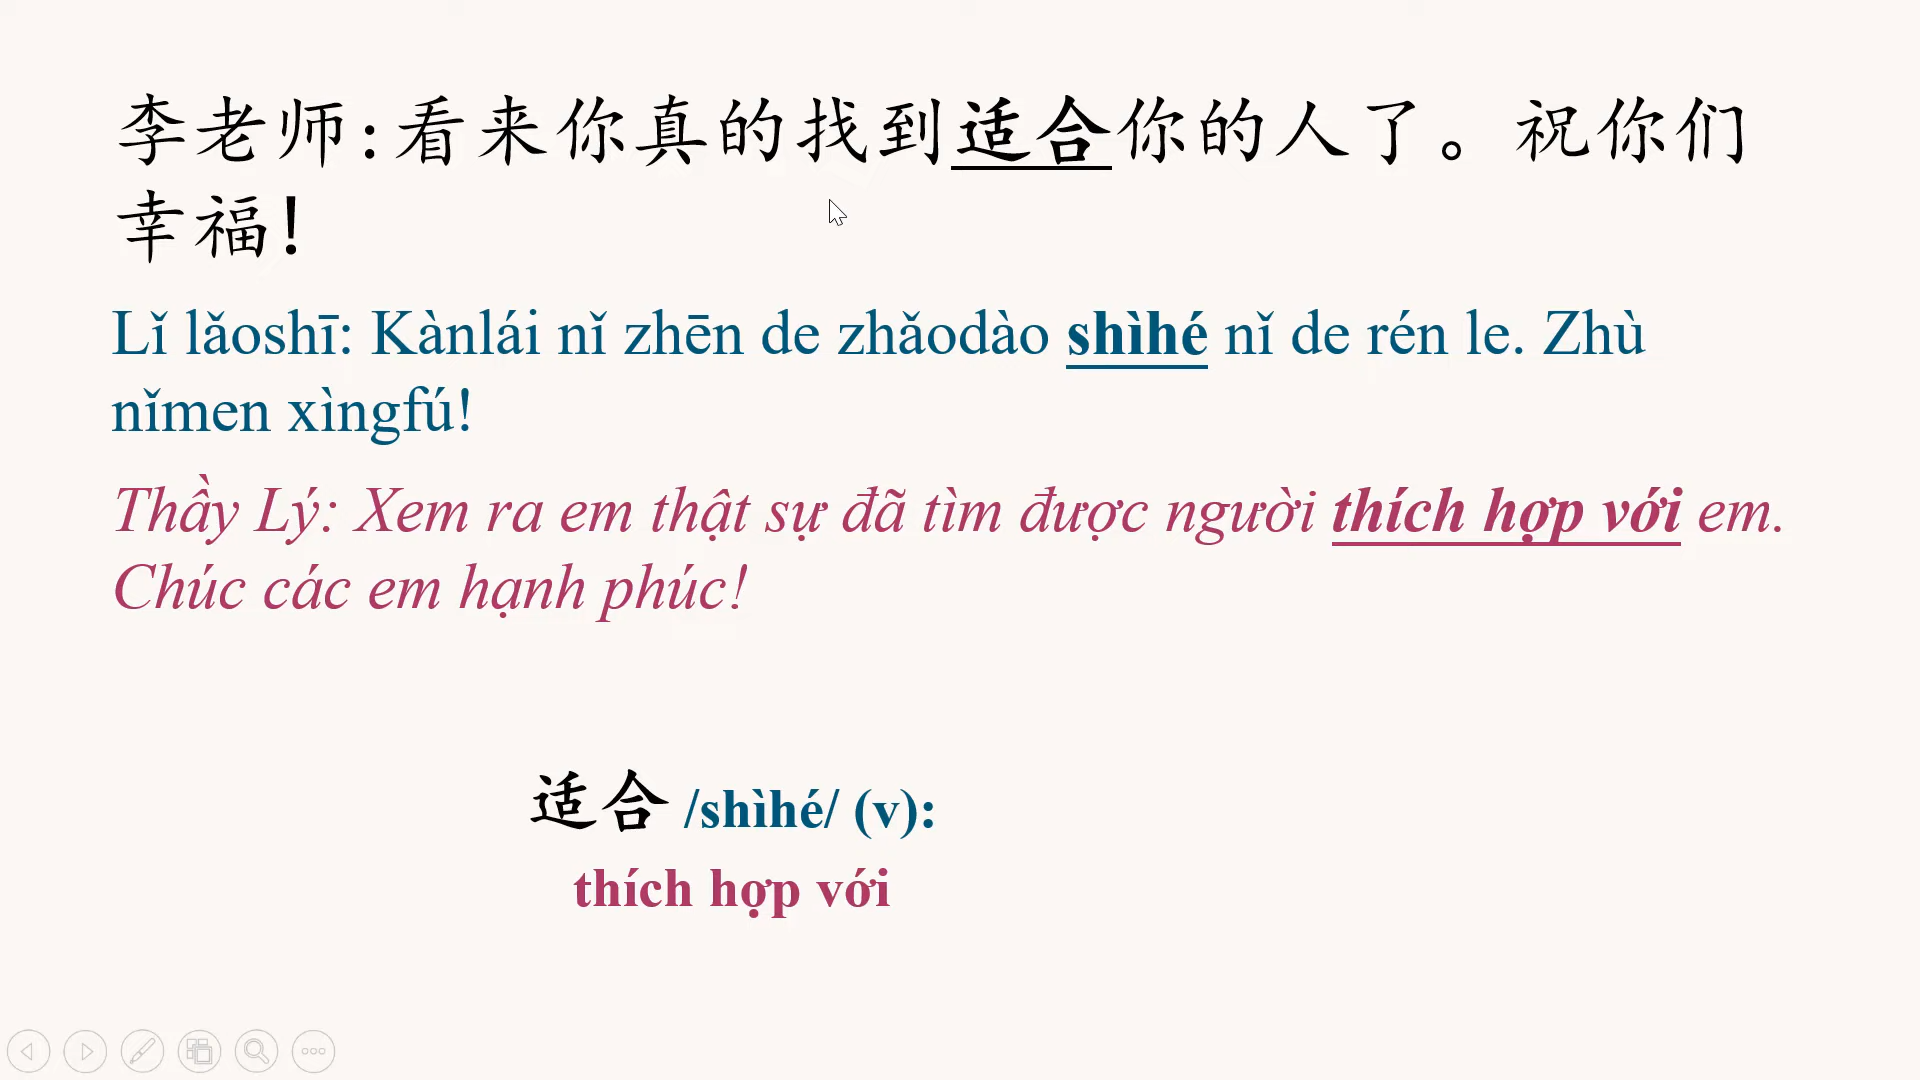 李老师:看来你真的找到适合你的人了。祝你们
幸福!
Lǐ lǎoshī: Kànlái nǐ zhēn de zhǎodào shìhé nǐ de rén le. Zhù
nǐmen xìngfú!
Thầy Lý: Xem ra em thật sự đã tìm được người thích hợp với em.
Chúc các em hạnh phúc!
适合 /shìhé/ (v):
thích hợp với